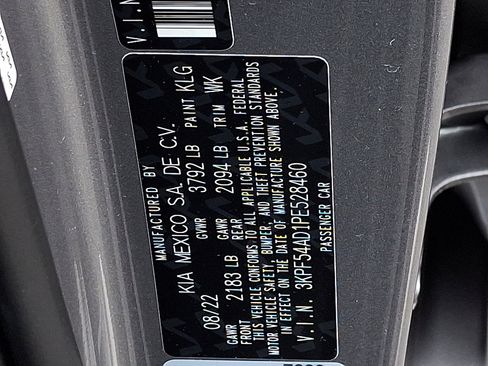 V.I.N
MANUFACTURED BY
KIA MEXICO S.A. DE C.V.
08/22 GVWR 3792 LB PAINT KLG
GAWR FRONT 2183 LB GAWR REAR 2094 LB TRIM WK
THIS VEHICLE CONFORMS TO ALL APPLICABLE U.S.A. FEDERAL
MOTOR VEHICLE SAFETY, BUMPER, AND THEFT PREVENTION STANDARDS
IN EFFECT ON THE DATE OF MANUFACTURE SHOWN ABOVE.
V.I.N. 3KPF54AD1PE528460
PASSENGER CAR